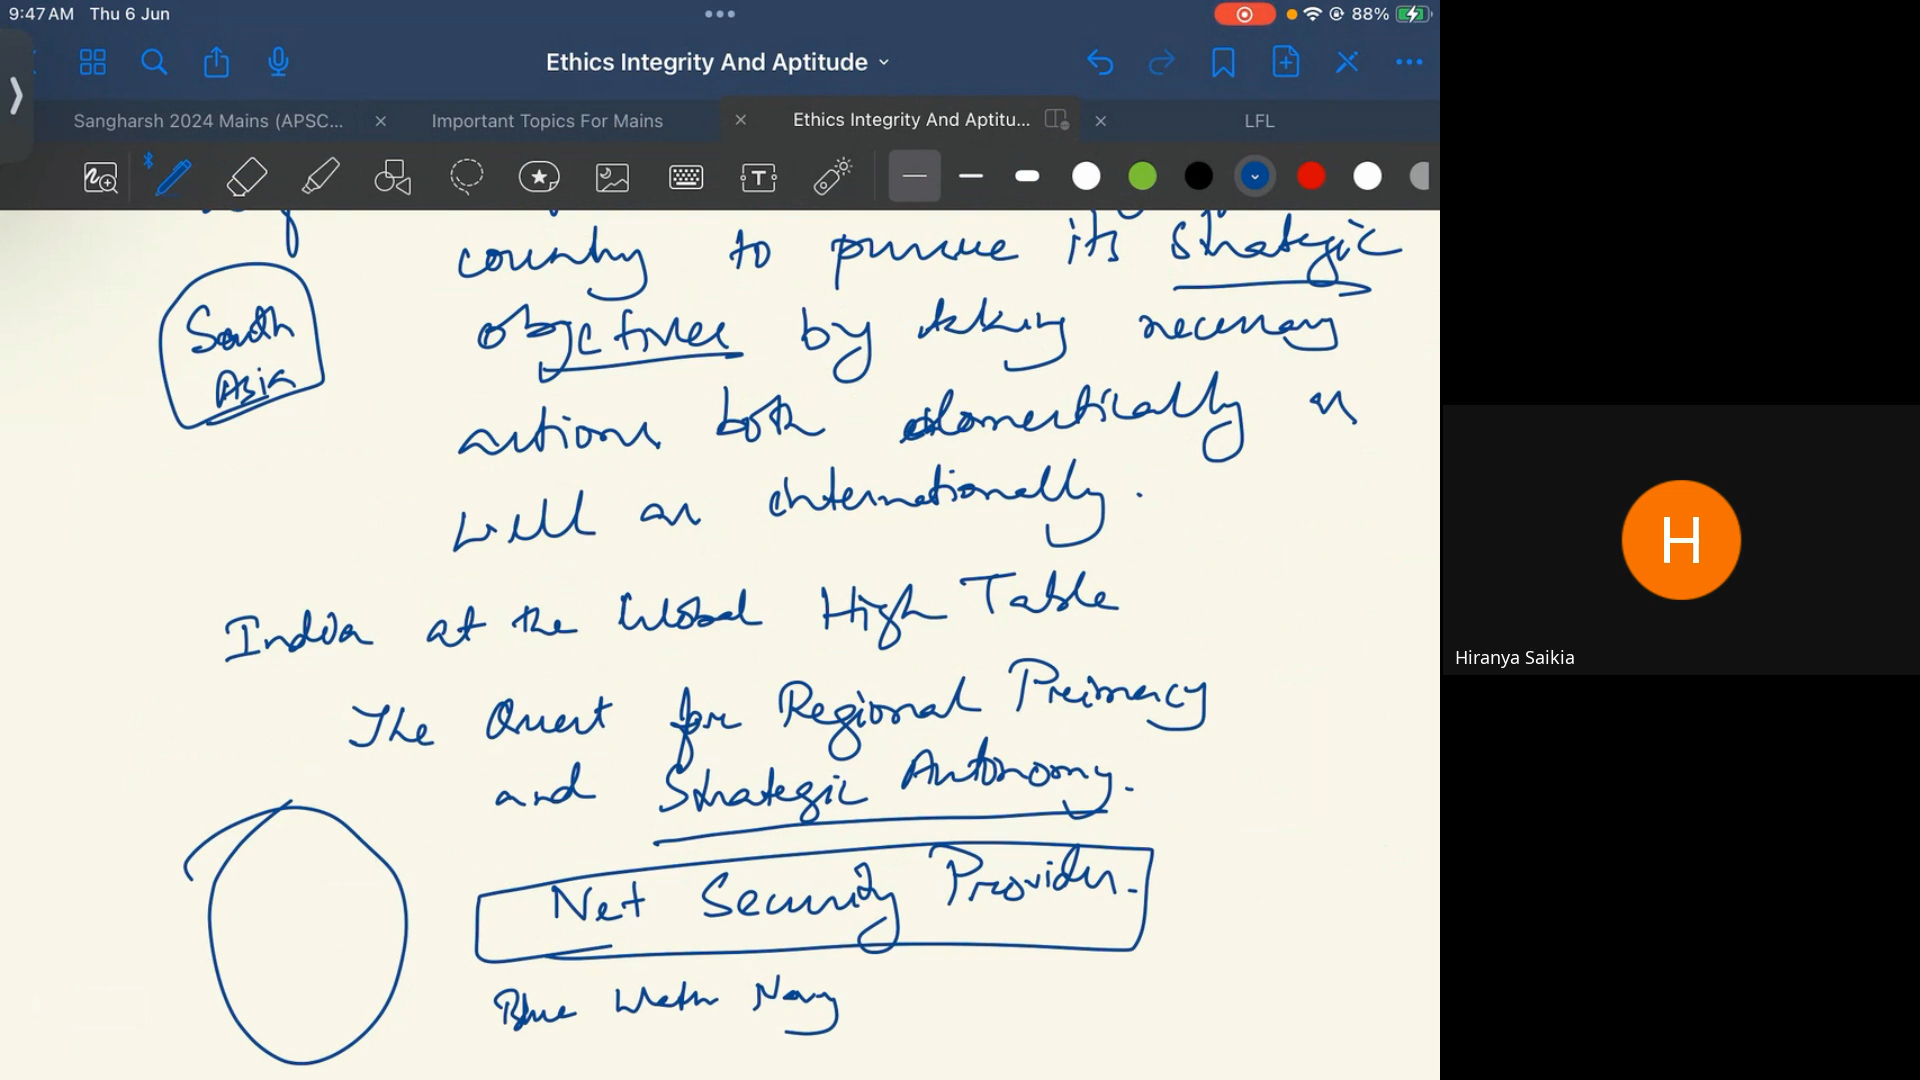 9:47 AM Thu 6 Jun
88%
Ethics Integrity And Aptitude
Sangharsh 2024 Mains (APSC...
Important Topics For Mains
Ethics Integrity And Aptitu...
LFL
T
country to pursue its strategic
South
Asia
objectives by taking necessary
actions both domestically as
well as internationally.
India at the Global High Table
The Quest for Regional Primacy
and Strategic Autonomy.
Net Security Provider.
Blue Water Navy
H
Hiranya Saikia